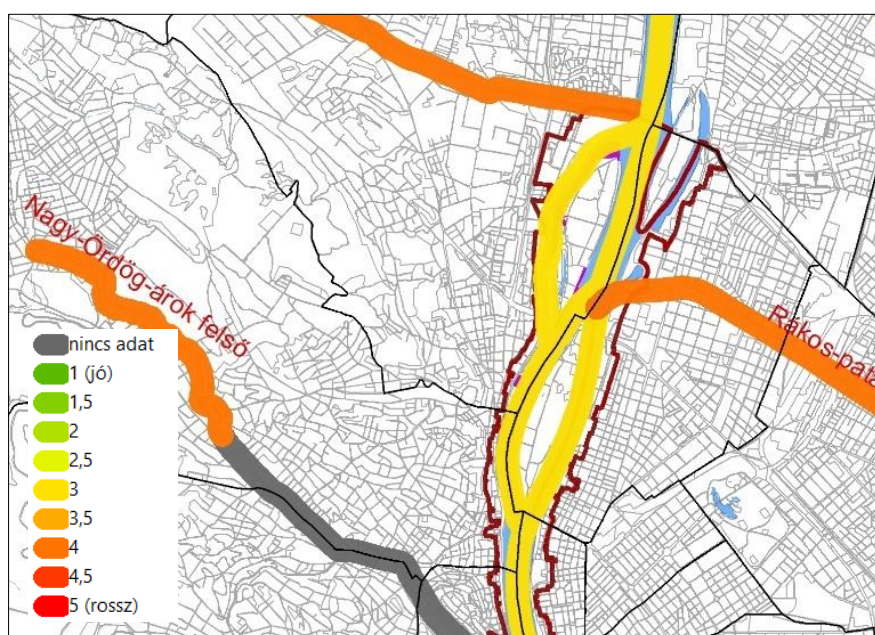 Nagy-Ördög-árok felső
Rákos-pata
nincs adat
1 (jó)
1,5
2
2,5
3
3,5
4
4,5
5 (rossz)